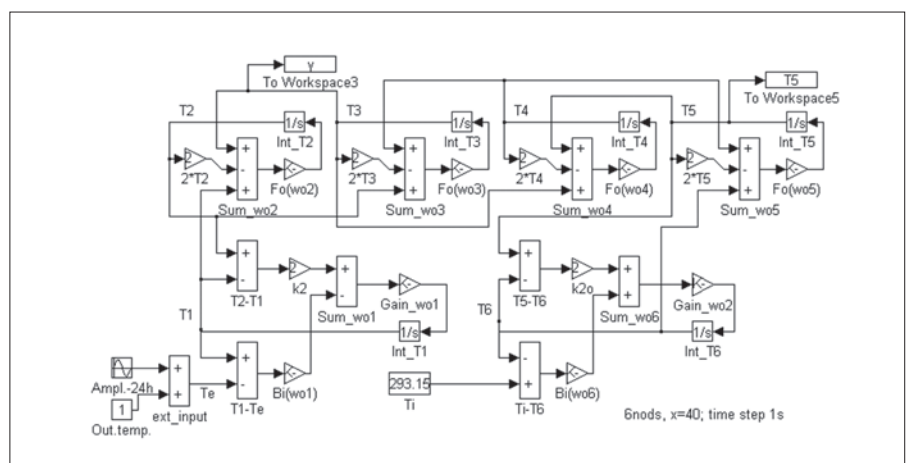 y
To Workspace3
T5
To Workspace5
T2
T3
T4
T5
1/s
1/s
1/s
1/s
Int_T2
Int_T3
Int_T4
Int_T5
2
2
2
2
2*T2
2*T3
2*T4
2*T5
Fo(wo2)
Fo(wo3)
Fo(wo4)
Fo(wo5)
Sum_wo2
Sum_wo3
Sum_wo4
Sum_wo5
T2-T1
2
k2
Sum_wo1
Gain_wo1
T5-T6
2
k2o
Sum_wo6
Gain_wo2
T1
T6
1/s
Int_T1
1/s
Int_T6
Ampl.-24h
1
Out.temp.
ext_input
Te
T1-Te
Bi(wo1)
293.15
Ti
Ti-T6
Bi(wo6)
6nods, x=40; time step 1s